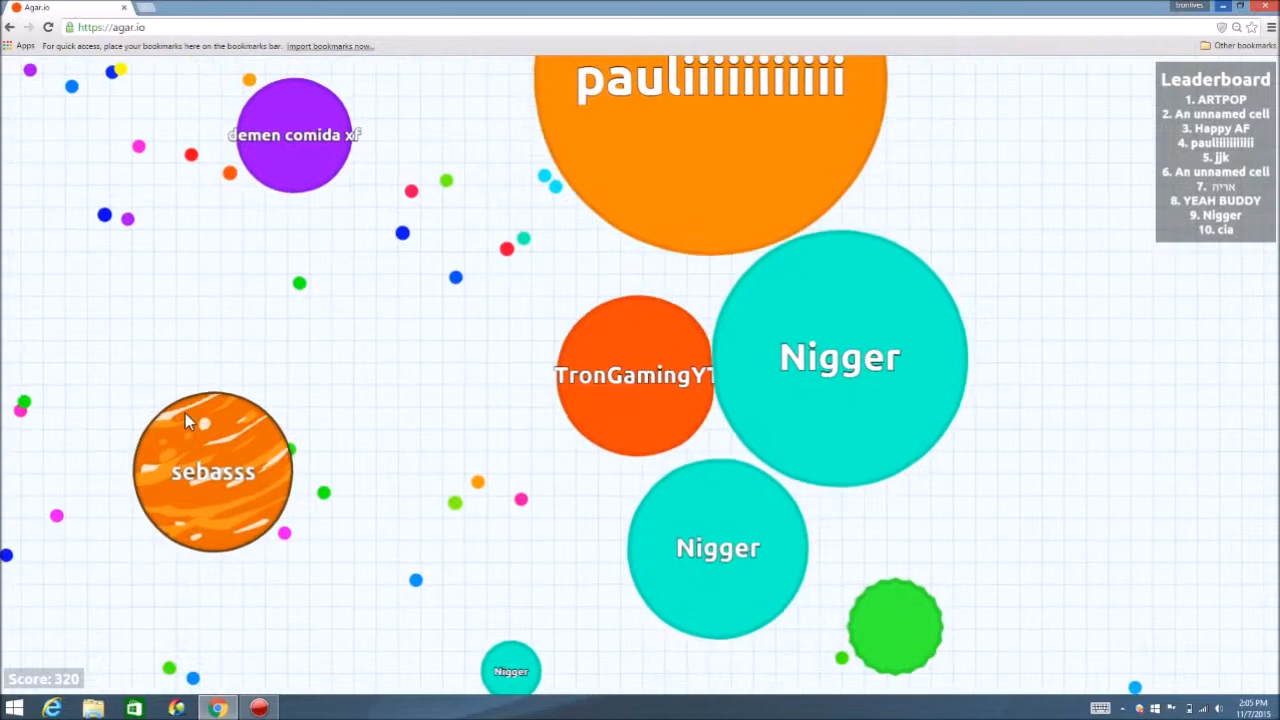 Agar.io
bonlives
https://agar.io
Apps For quick access, place your bookmarks here on the bookmarks bar. Import bookmarks now... Other bookmarks
Leaderboard
1. ARTPOP
2. An unnamed cell
3. Happy AF
4. pauliiiiiiiiiiii
5. jjk
6. An unnamed cell
7. אריה
8. YEAH BUDDY
9. Nigger
10. cia
pauliiiiiiiiiiii
demen comida xf
Nigger
TronGamingYT
sebasss
Nigger
Nigger
Score: 320
2:05 PM
11/7/2015